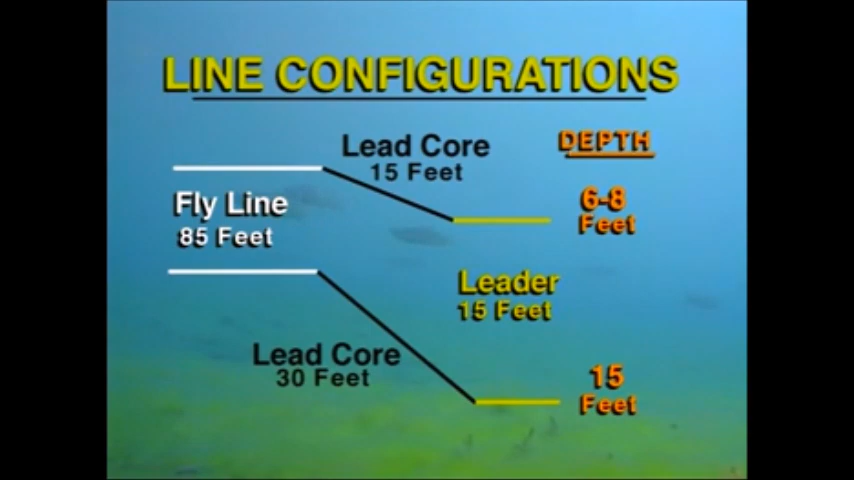 LINE CONFIGURATIONS
Lead Core
15 Feet
DEPTH
Fly Line
85 Feet
6-8
Feet
Leader
15 Feet
Lead Core
30 Feet
15
Feet